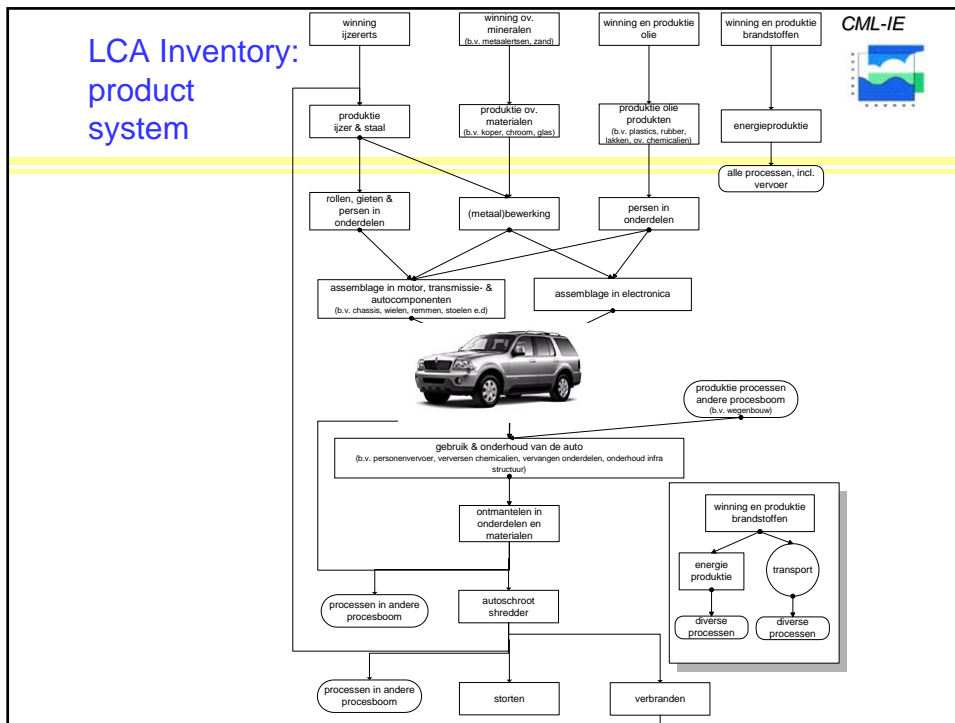 LCA Inventory:
product
system
CML-IE
winning
ijzererts
winning ov.
mineralen
(b.v. metaalertsen, zand)
winning en produktie
olie
winning en produktie
brandstoffen
produktie
ijzer & staal
produktie ov.
materialen
(b.v. koper, chroom, glas)
produktie olie
produkten
(b.v. plastics, rubber,
lakken, ov. chemicalien)
energieproduktie
alle processen, incl.
vervoer
rollen, gieten &
persen in
onderdelen
(metaal)bewerking
persen in
onderdelen
assemblage in motor, transmissie- &
autocomponenten
(b.v. chassis, wielen, remmen, stoelen e.d)
assemblage in electronica
produktie processen
andere procesboom
(b.v. wegenbouw)
gebruik & onderhoud van de auto
(b.v. personenvervoer, verversen chemicalien, vervangen onderdelen, onderhoud infra
structuur)
ontmantelen in
onderdelen en
materialen
winning en produktie
brandstoffen
energie
produktie
transport
diverse
processen
diverse
processen
processen in andere
procesboom
autoschroot
shredder
processen in andere
procesboom
storten
verbranden